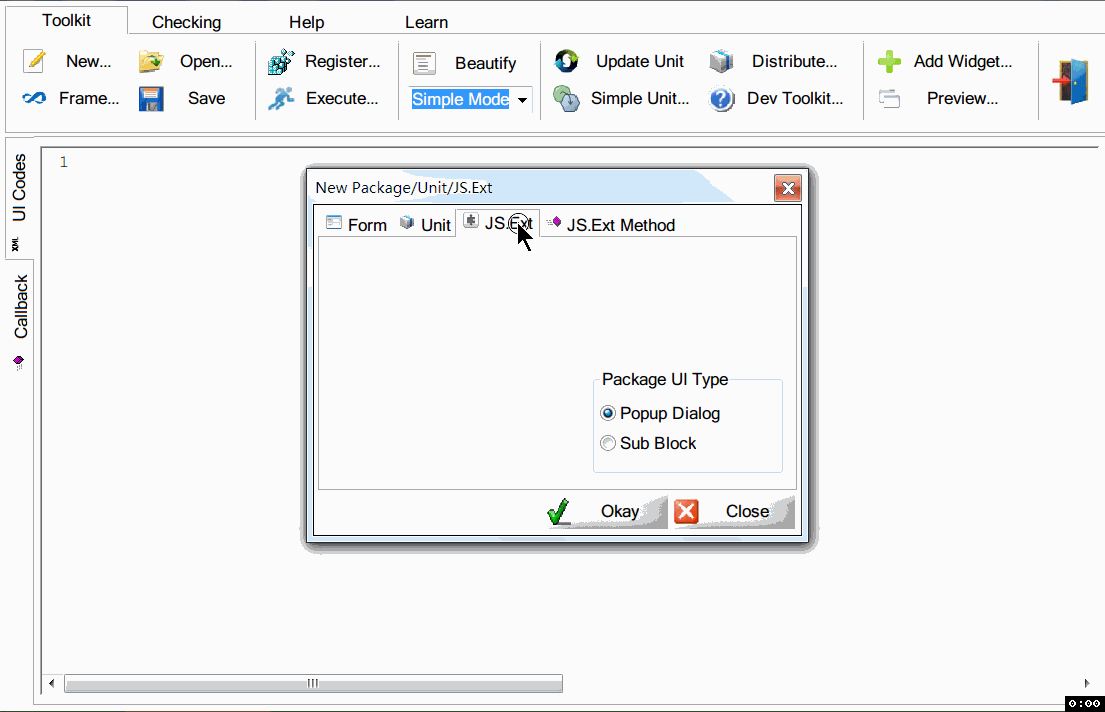 Toolkit Checking Help Learn
New... Open... Register... Beautify Update Unit Distribute... Add Widget...
Frame... Save Execute... Simple Mode Simple Unit... Dev Toolkit... Preview...
UI Codes
XML
Callback
1
New Package/Unit/JS.Ext
Form Unit JS.Ext JS.Ext Method
Package UI Type
Popup Dialog
Sub Block
Okay Close
0:00